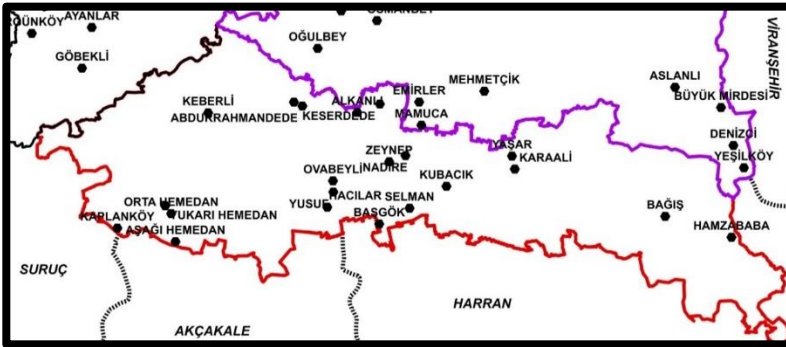 OSMANBEY
AYANLAR
OĞULBEY
GÖBEKLİ
VİRANŞEHİR
MEHMETÇİK
ASLANLI
EMİRLER
KEBERLİ
ALKANLI
BÜYÜK MİRDESİ
ABDURRAHMANDEDE
KESERDEDE
MAMUCA
DENİZCİ
YAŞAR
ZEYNEP
YEŞİLKÖY
NADİRE
KARAALİ
OVABEYLİ
KUBACIK
ORTA HEMEDAN
YUSUF
HACILAR
SELMAN
KAPLANKÖY
YUKARI HEMEDAN
BAŞGÖK
BAĞIŞ
AŞAĞI HEMEDAN
HAMZABABA
SURUÇ
HARRAN
AKÇAKALE